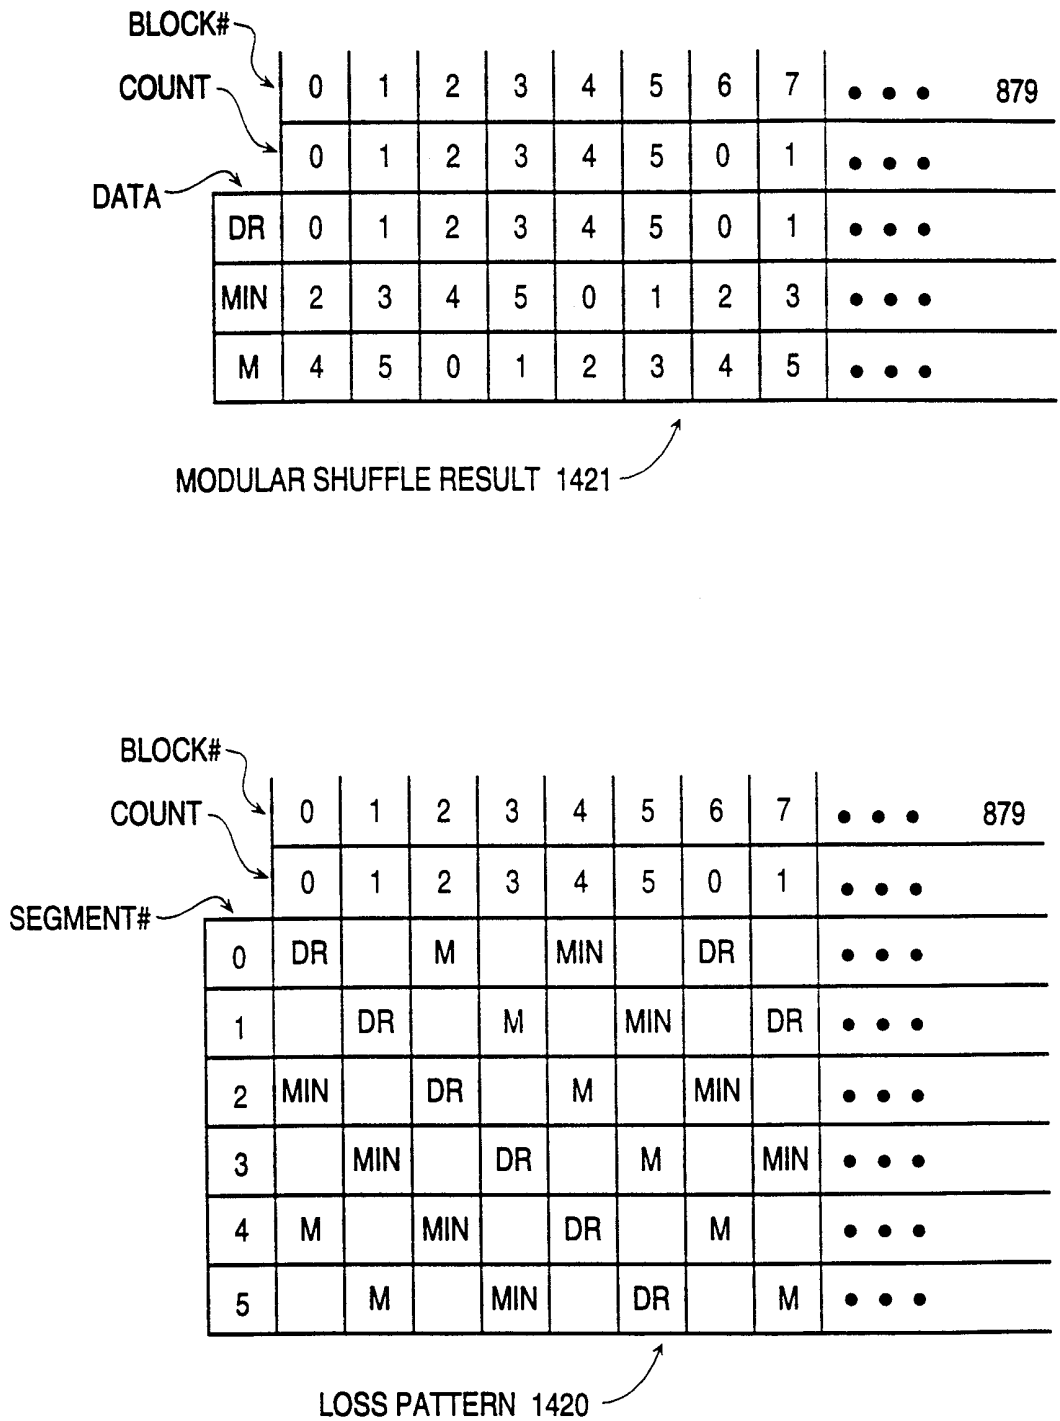 BLOCK#
0 1 2 3 4 5 6 7 ● ● ● 879
COUNT
0 1 2 3 4 5 0 1 ● ● ●
DATA
DR 0 1 2 3 4 5 0 1 ● ● ●
MIN 2 3 4 5 0 1 2 3 ● ● ●
M 4 5 0 1 2 3 4 5 ● ● ●
MODULAR SHUFFLE RESULT 1421
BLOCK#
0 1 2 3 4 5 6 7 ● ● ● 879
COUNT
0 1 2 3 4 5 0 1 ● ● ●
SEGMENT#
0 DR M MIN DR ● ● ●
1 DR M MIN DR ● ● ●
2 MIN DR M MIN ● ● ●
3 MIN DR M MIN ● ● ●
4 M MIN DR M ● ● ●
5 M MIN DR M ● ● ●
LOSS PATTERN 1420